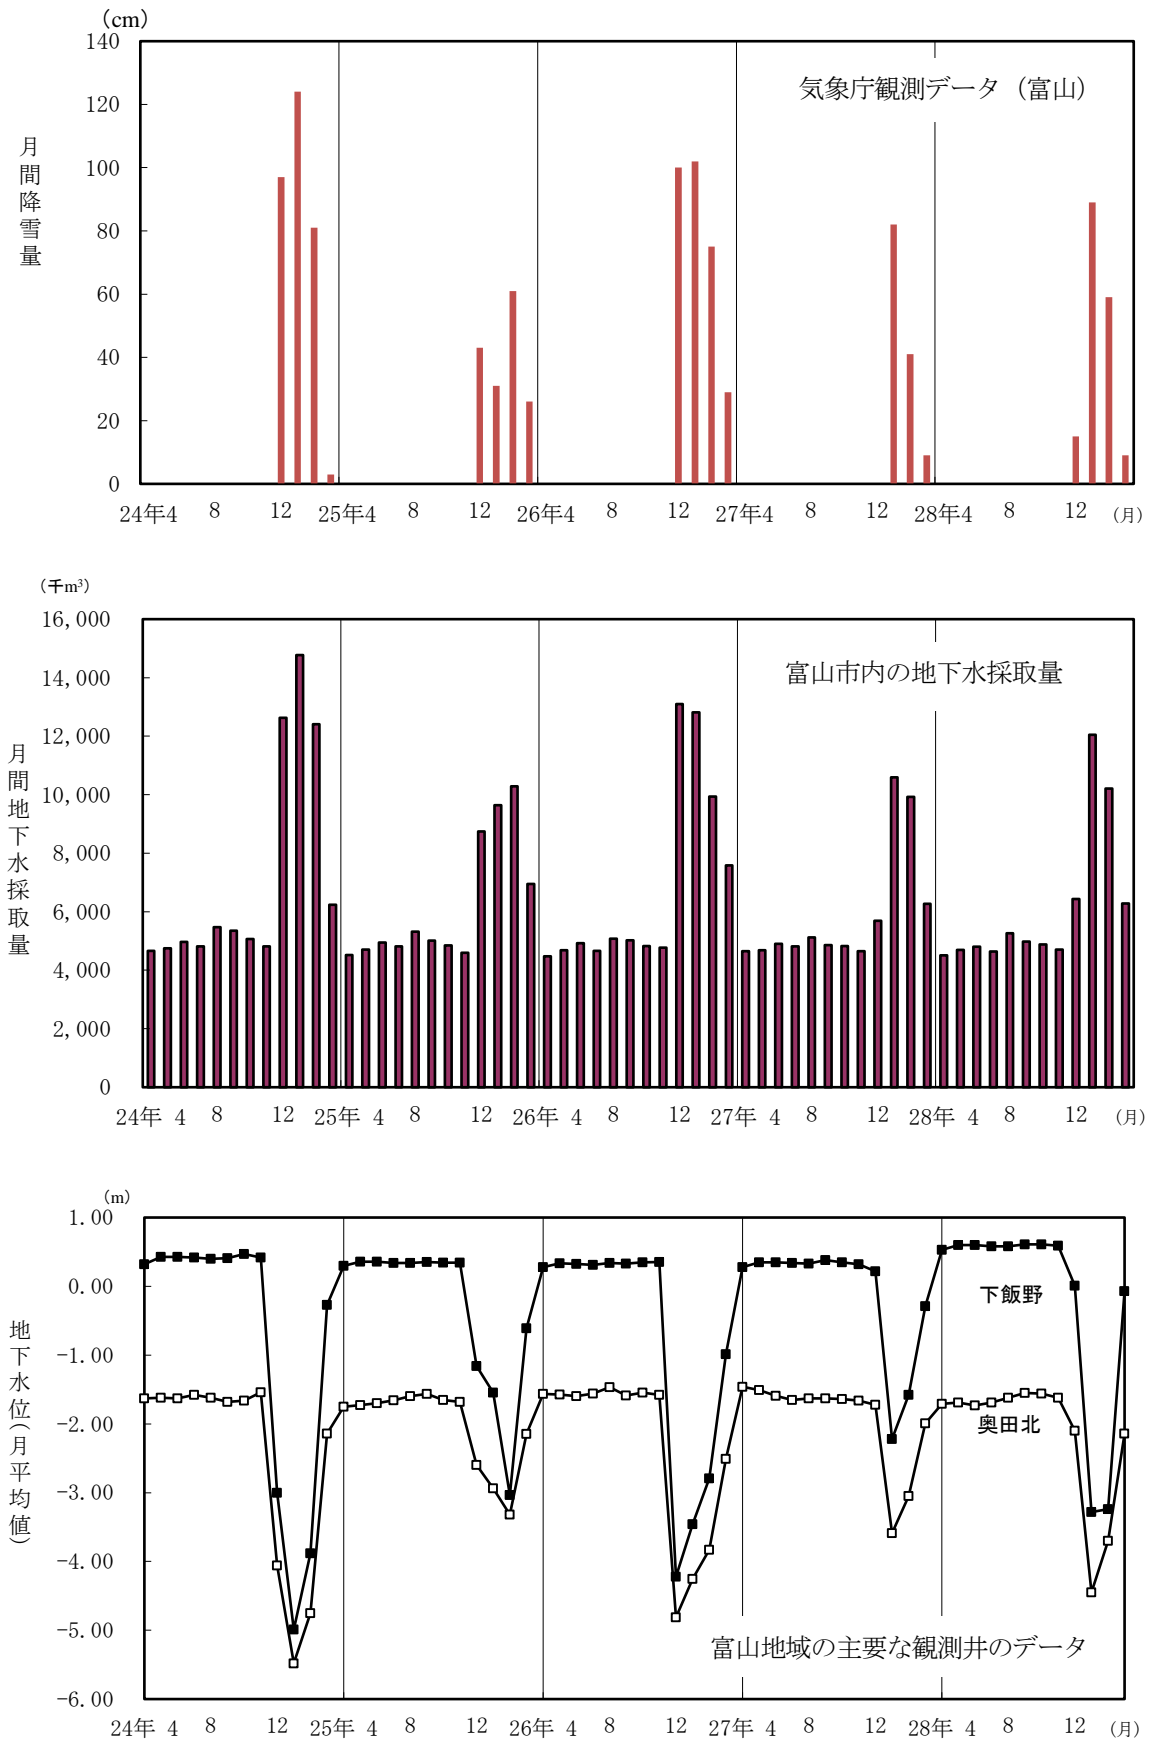 （cm）
140
120
100
80
60
40
20
0
月間降雪量
気象庁観測データ（富山）
24年4 8 12 25年4 8 12 26年4 8 12 27年4 8 12 28年4 8 12 (月)
（千m³）
16,000
14,000
12,000
10,000
8,000
6,000
4,000
2,000
0
月間地下水採取量
富山市内の地下水採取量
24年 4 8 12 25年 4 8 12 26年 4 8 12 27年 4 8 12 28年 4 8 12 (月)
（m）
1.00
0.00
-1.00
-2.00
-3.00
-4.00
-5.00
-6.00
地下水位（月平均値）
下飯野
奥田北
富山地域の主要な観測井のデータ
24年 4 8 12 25年 4 8 12 26年 4 8 12 27年 4 8 12 28年 4 8 12 (月)